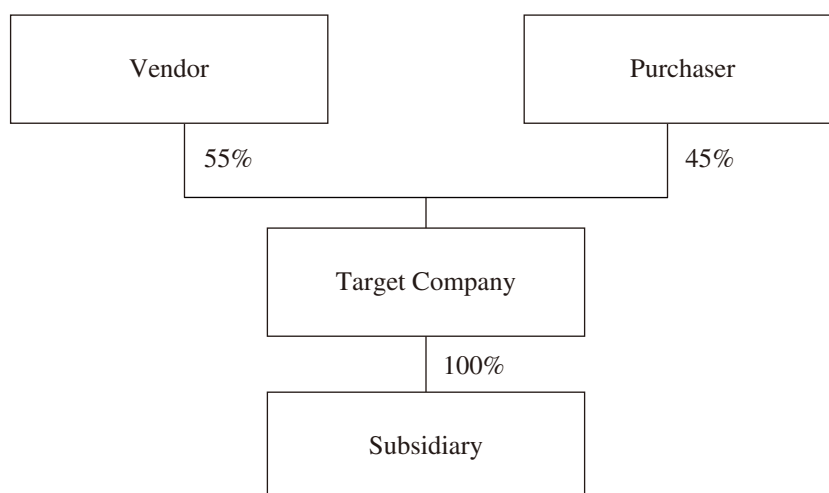 Vendor
Purchaser
55%
45%
Target Company
100%
Subsidiary